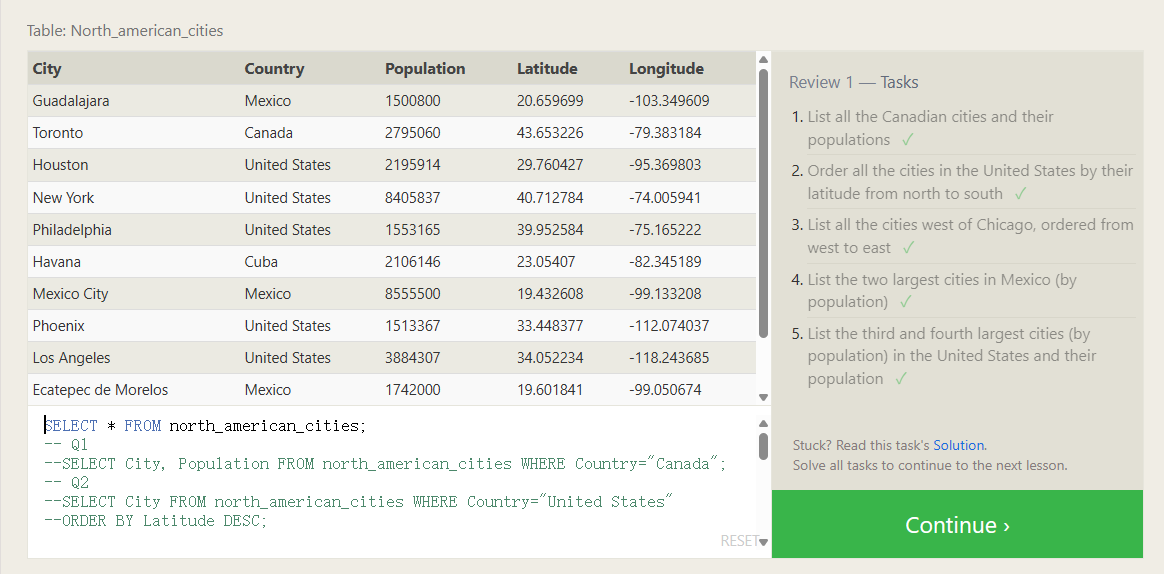 Table: North_american_cities
City Country Population Latitude Longitude
Guadalajara Mexico 1500800 20.659699 -103.349609
Toronto Canada 2795060 43.653226 -79.383184
Houston United States 2195914 29.760427 -95.369803
New York United States 8405837 40.712784 -74.005941
Philadelphia United States 1553165 39.952584 -75.165222
Havana Cuba 2106146 23.05407 -82.345189
Mexico City Mexico 8555500 19.432608 -99.133208
Phoenix United States 1513367 33.448377 -112.074037
Los Angeles United States 3884307 34.052234 -118.243685
Ecatepec de Morelos Mexico 1742000 19.601841 -99.050674
SELECT * FROM north_american_cities;
-- Q1
--SELECT City, Population FROM north_american_cities WHERE Country="Canada";
-- Q2
--SELECT City FROM north_american_cities WHERE Country="United States"
--ORDER BY Latitude DESC;
RESET
Review 1 — Tasks
1. List all the Canadian cities and their
populations ✓
2. Order all the cities in the United States by their
latitude from north to south ✓
3. List all the cities west of Chicago, ordered from
west to east ✓
4. List the two largest cities in Mexico (by
population) ✓
5. List the third and fourth largest cities (by
population) in the United States and their
population ✓
Stuck? Read this task's Solution.
Solve all tasks to continue to the next lesson.
Continue ›